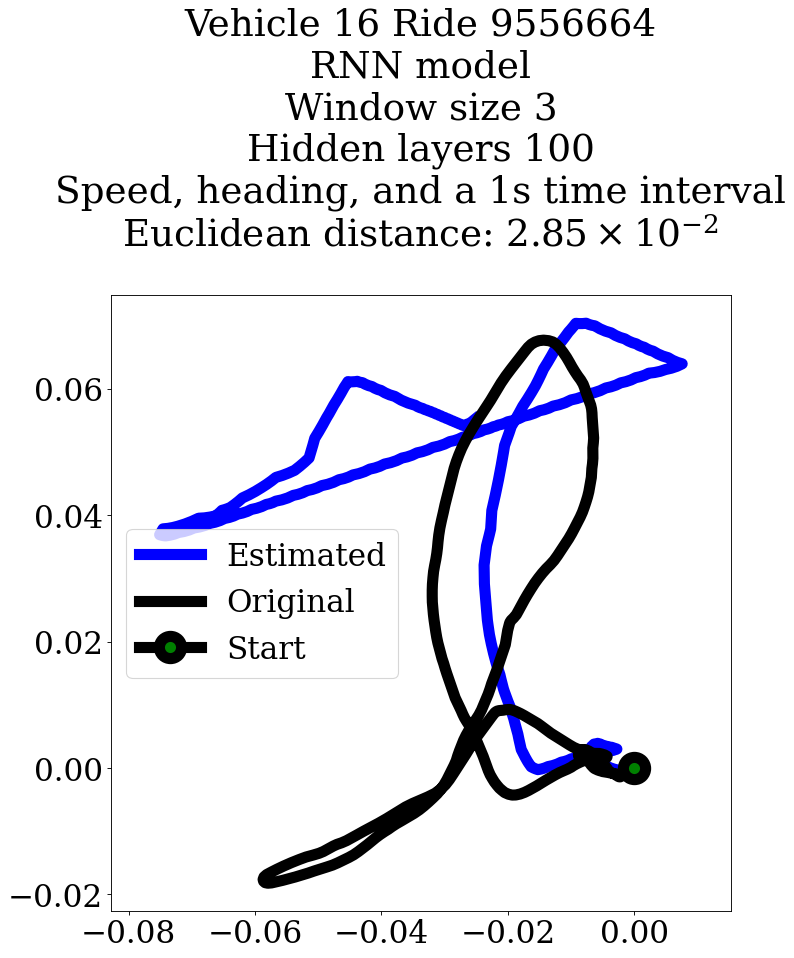 Vehicle 16 Ride 9556664
RNN model
Window size 3
Hidden layers 100
Speed, heading, and a 1s time interval
Euclidean distance: 2.85 × 10⁻²
0.06
0.04
0.02
0.00
−0.02
Estimated
Original
Start
−0.08 −0.06 −0.04 −0.02 0.00